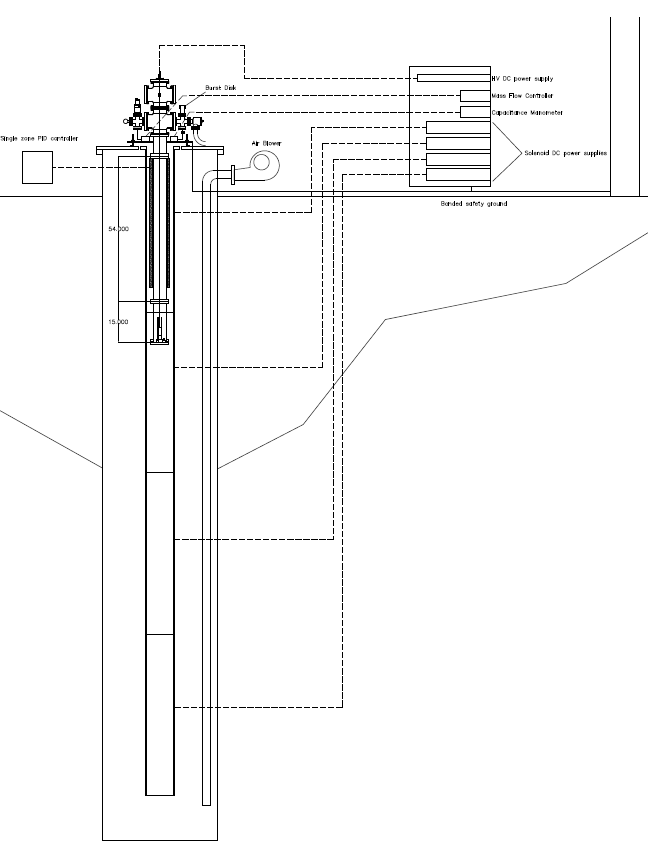 HV DC power supply
Burst Disk
Mass Flow Controller
Capacitance Manometer
Single zone PID controller
Air Blower
Solenoid DC power supplies
Bonded safety ground
54.000
15.000